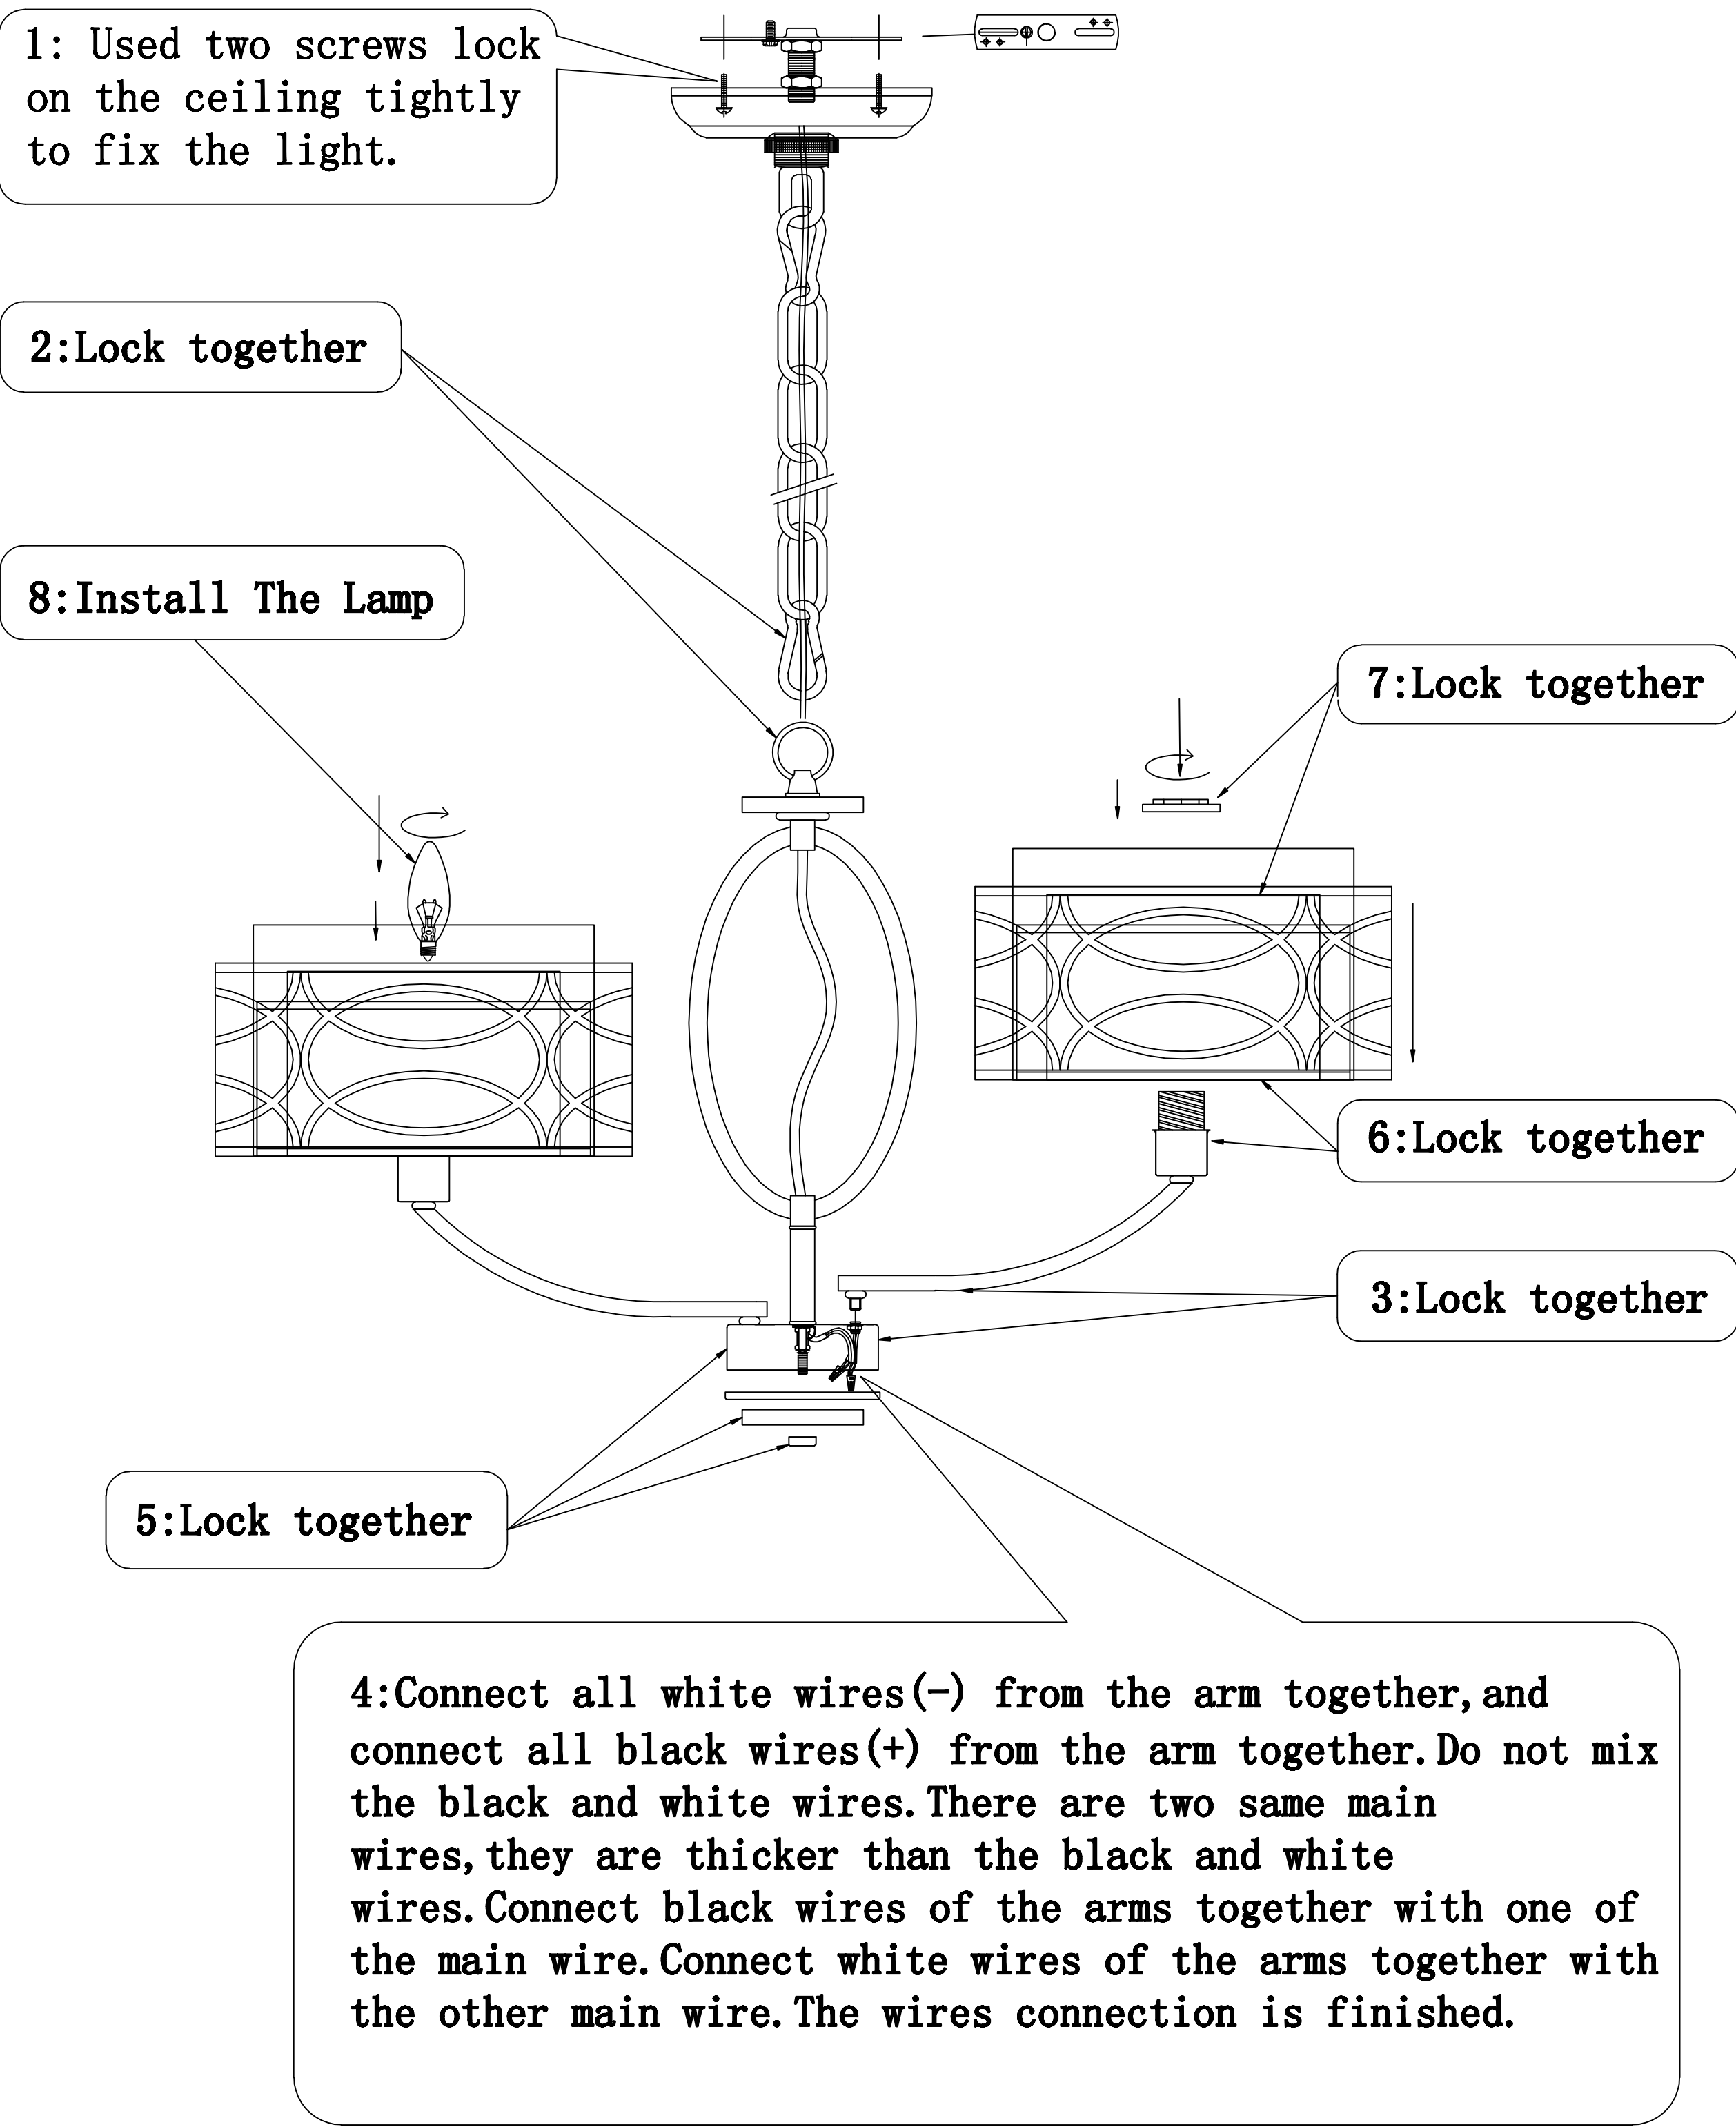 1: Used two screws lock
on the ceiling tightly
to fix the light.
2:Lock together
8:Install The Lamp
7:Lock together
6:Lock together
3:Lock together
5:Lock together
4:Connect all white wires(-) from the arm together,and
connect all black wires(+) from the arm together.Do not mix
the black and white wires.There are two same main
wires,they are thicker than the black and white
wires.Connect black wires of the arms together with one of
the main wire.Connect white wires of the arms together with
the other main wire.The wires connection is finished.